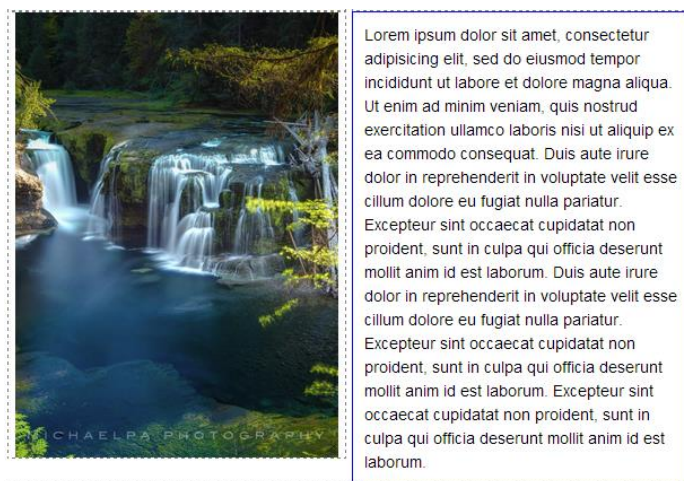 Lorem ipsum dolor sit amet, consectetur
adipisicing elit, sed do eiusmod tempor
incididunt ut labore et dolore magna aliqua.
Ut enim ad minim veniam, quis nostrud
exercitation ullamco laboris nisi ut aliquip ex
ea commodo consequat. Duis aute irure
dolor in reprehenderit in voluptate velit esse
cillum dolore eu fugiat nulla pariatur.
Excepteur sint occaecat cupidatat non
proident, sunt in culpa qui officia deserunt
mollit anim id est laborum. Duis aute irure
dolor in reprehenderit in voluptate velit esse
cillum dolore eu fugiat nulla pariatur.
Excepteur sint occaecat cupidatat non
proident, sunt in culpa qui officia deserunt
mollit anim id est laborum. Excepteur sint
occaecat cupidatat non proident, sunt in
culpa qui officia deserunt mollit anim id est
laborum.
MICHAELPA PHOTOGRAPHY